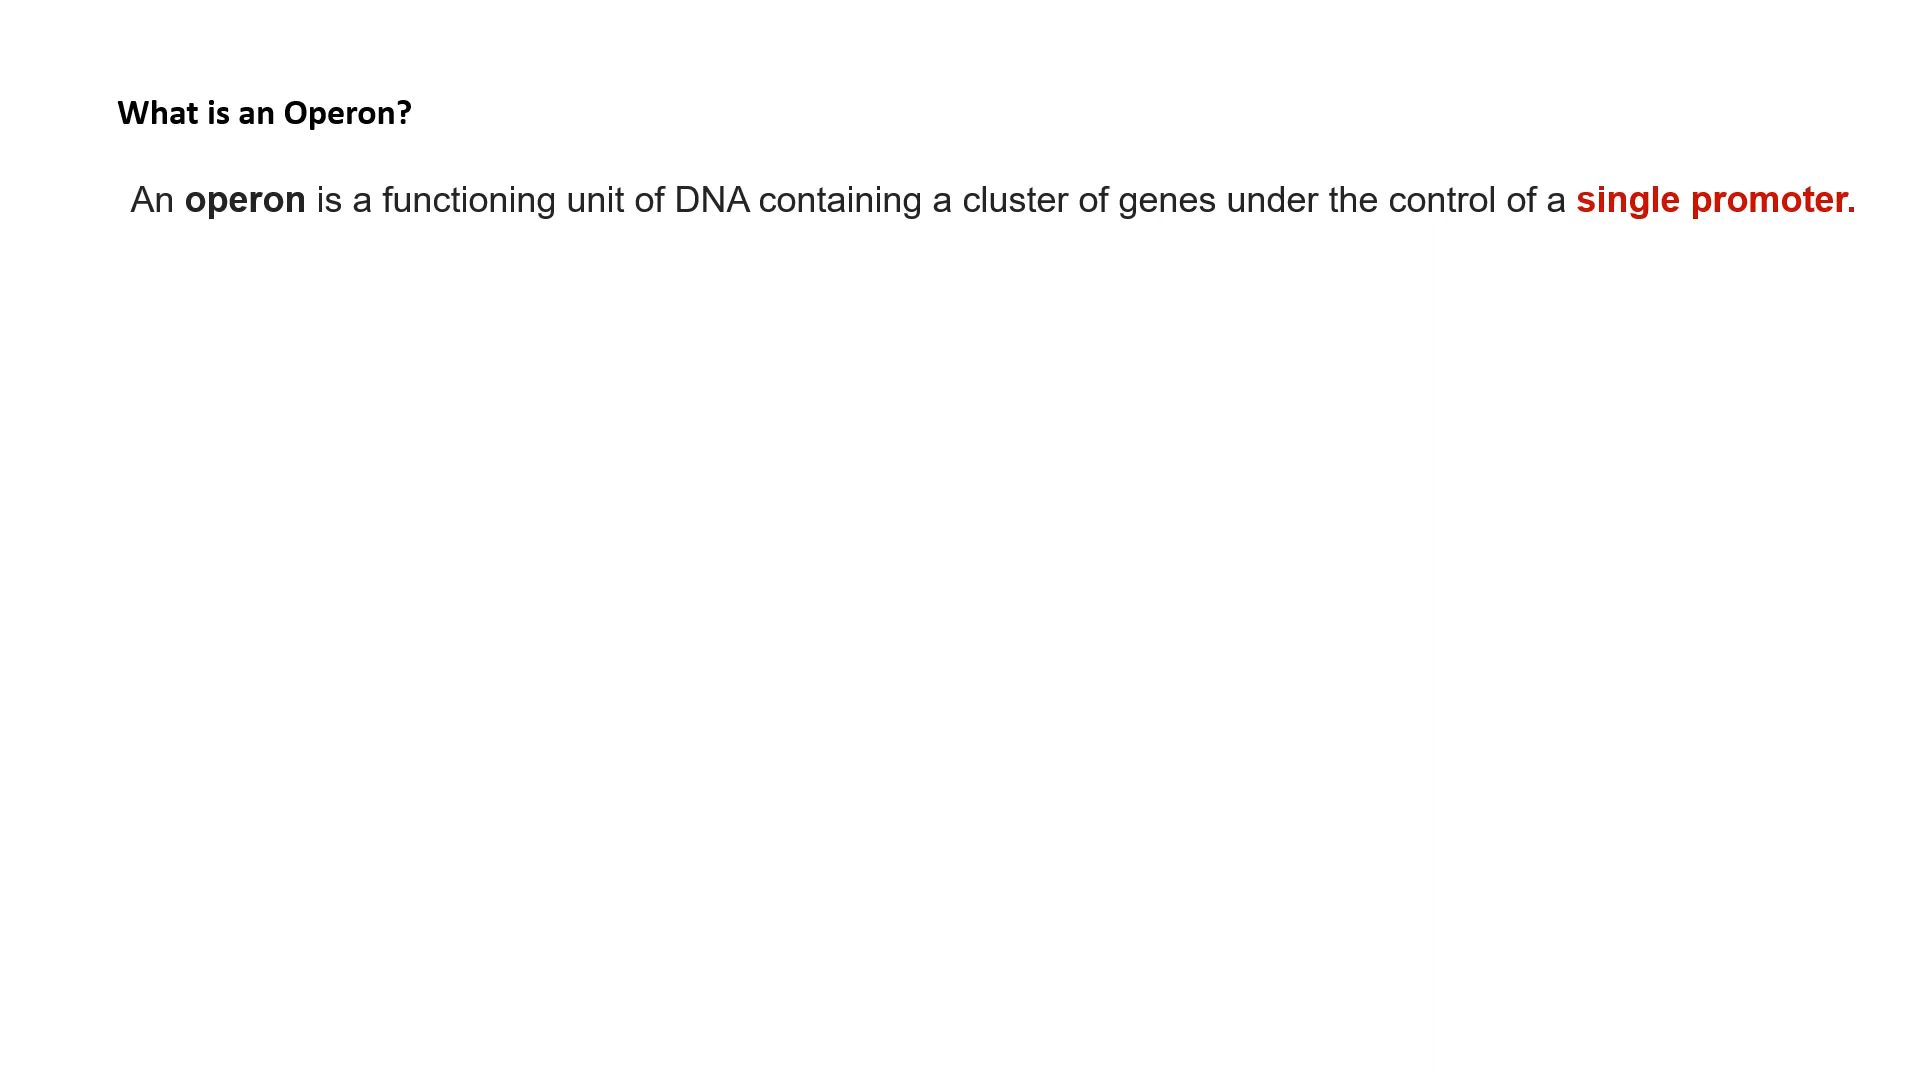 What is an Operon?
An operon is a functioning unit of DNA containing a cluster of genes under the control of a single promoter.